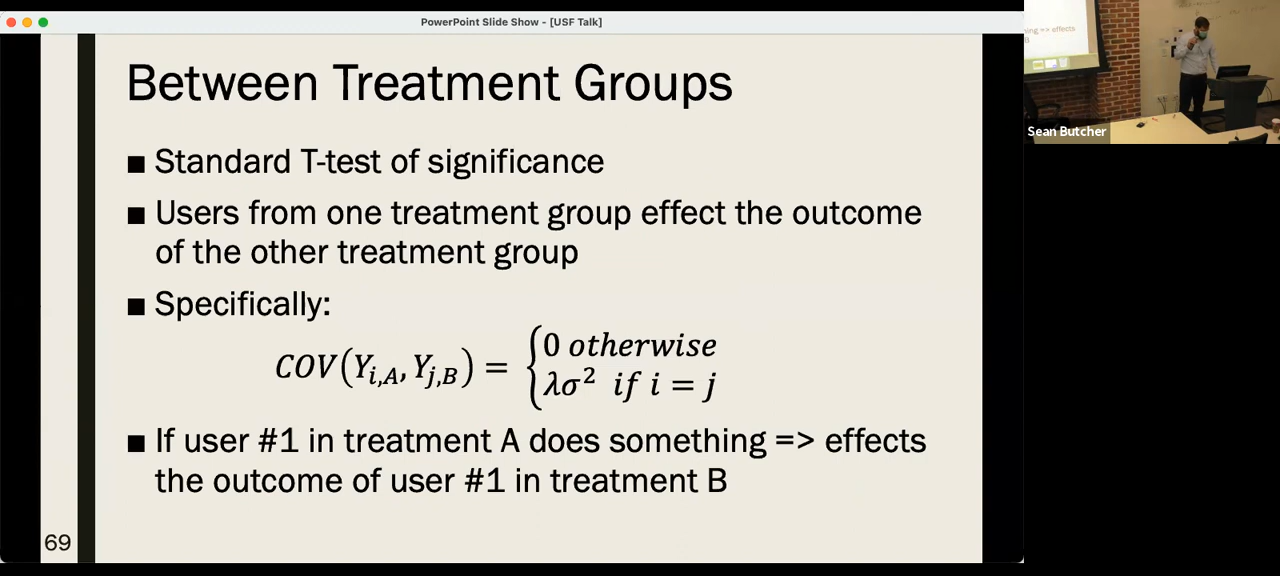 PowerPoint Slide Show - [USF Talk]
Between Treatment Groups
■ Standard T-test of significance
■ Users from one treatment group effect the outcome
of the other treatment group
■ Specifically:
COV(Y_{i,A}, Y_{j,B}) = {0 otherwise
λσ² if i = j
■ If user #1 in treatment A does something => effects
the outcome of user #1 in treatment B
69
ing => effects
B
Sean Butcher